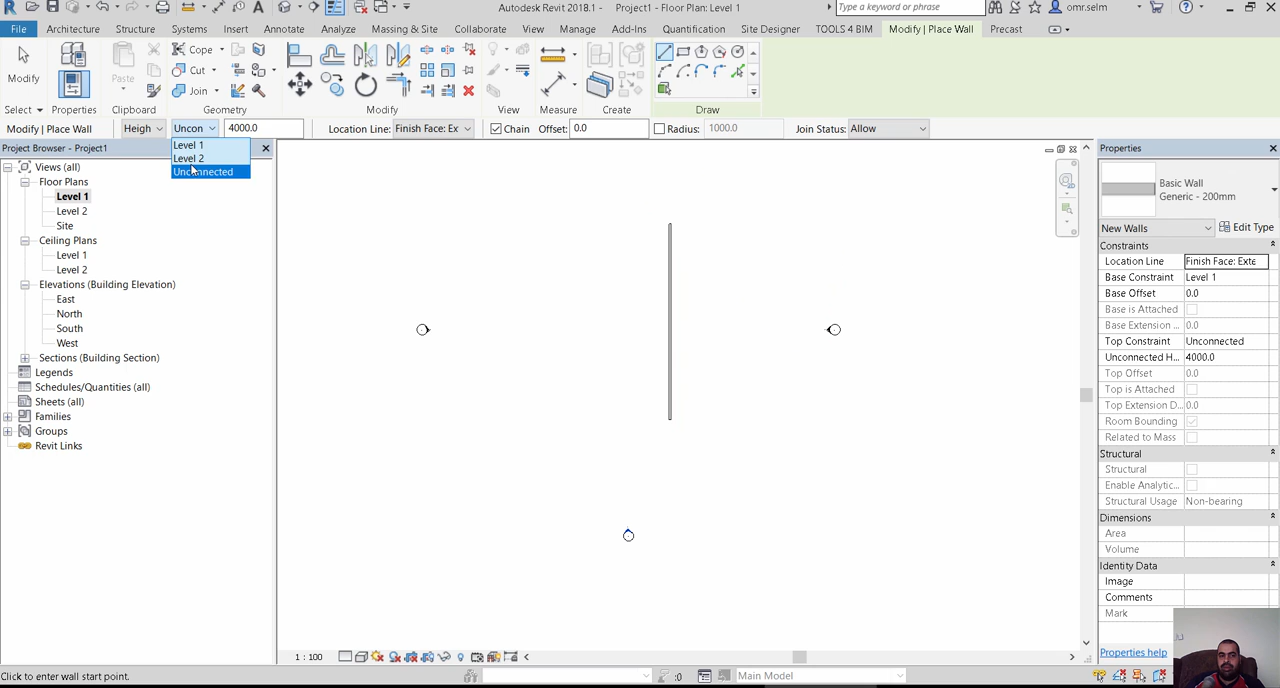 Autodesk Revit 2018.1 - Project1 - Floor Plan: Level 1
Type a keyword or phrase
omr.selm
File Architecture Structure Systems Insert Annotate Analyze Massing & Site Collaborate View Manage Add-Ins Quantification Site Designer TOOLS 4 BIM Modify | Place Wall Precast
Modify Paste Cope Cut Join
Select Properties Clipboard Geometry Modify View Measure Create Draw
Modify | Place Wall Heigh Uncon 4000.0 Location Line: Finish Face: Ex Chain Offset: 0.0 Radius: 1000.0 Join Status: Allow
Level 1
Level 2
Unconnected
Project Browser - Project1
Views (all)
Floor Plans
Level 1
Level 2
Site
Ceiling Plans
Level 1
Level 2
Elevations (Building Elevation)
East
North
South
West
Sections (Building Section)
Legends
Schedules/Quantities (all)
Sheets (all)
Families
Groups
Revit Links
Properties
Basic Wall
Generic - 200mm
New Walls Edit Type
Constraints
Location Line Finish Face: Exte
Base Constraint Level 1
Base Offset 0.0
Base is Attached
Base Extension ... 0.0
Top Constraint Unconnected
Unconnected H... 4000.0
Top Offset 0.0
Top is Attached
Top Extension D... 0.0
Room Bounding
Related to Mass
Structural
Structural
Enable Analytic...
Structural Usage Non-bearing
Dimensions
Area
Volume
Identity Data
Image
Comments
Mark
Properties help
1 : 100
Click to enter wall start point.
:0
Main Model